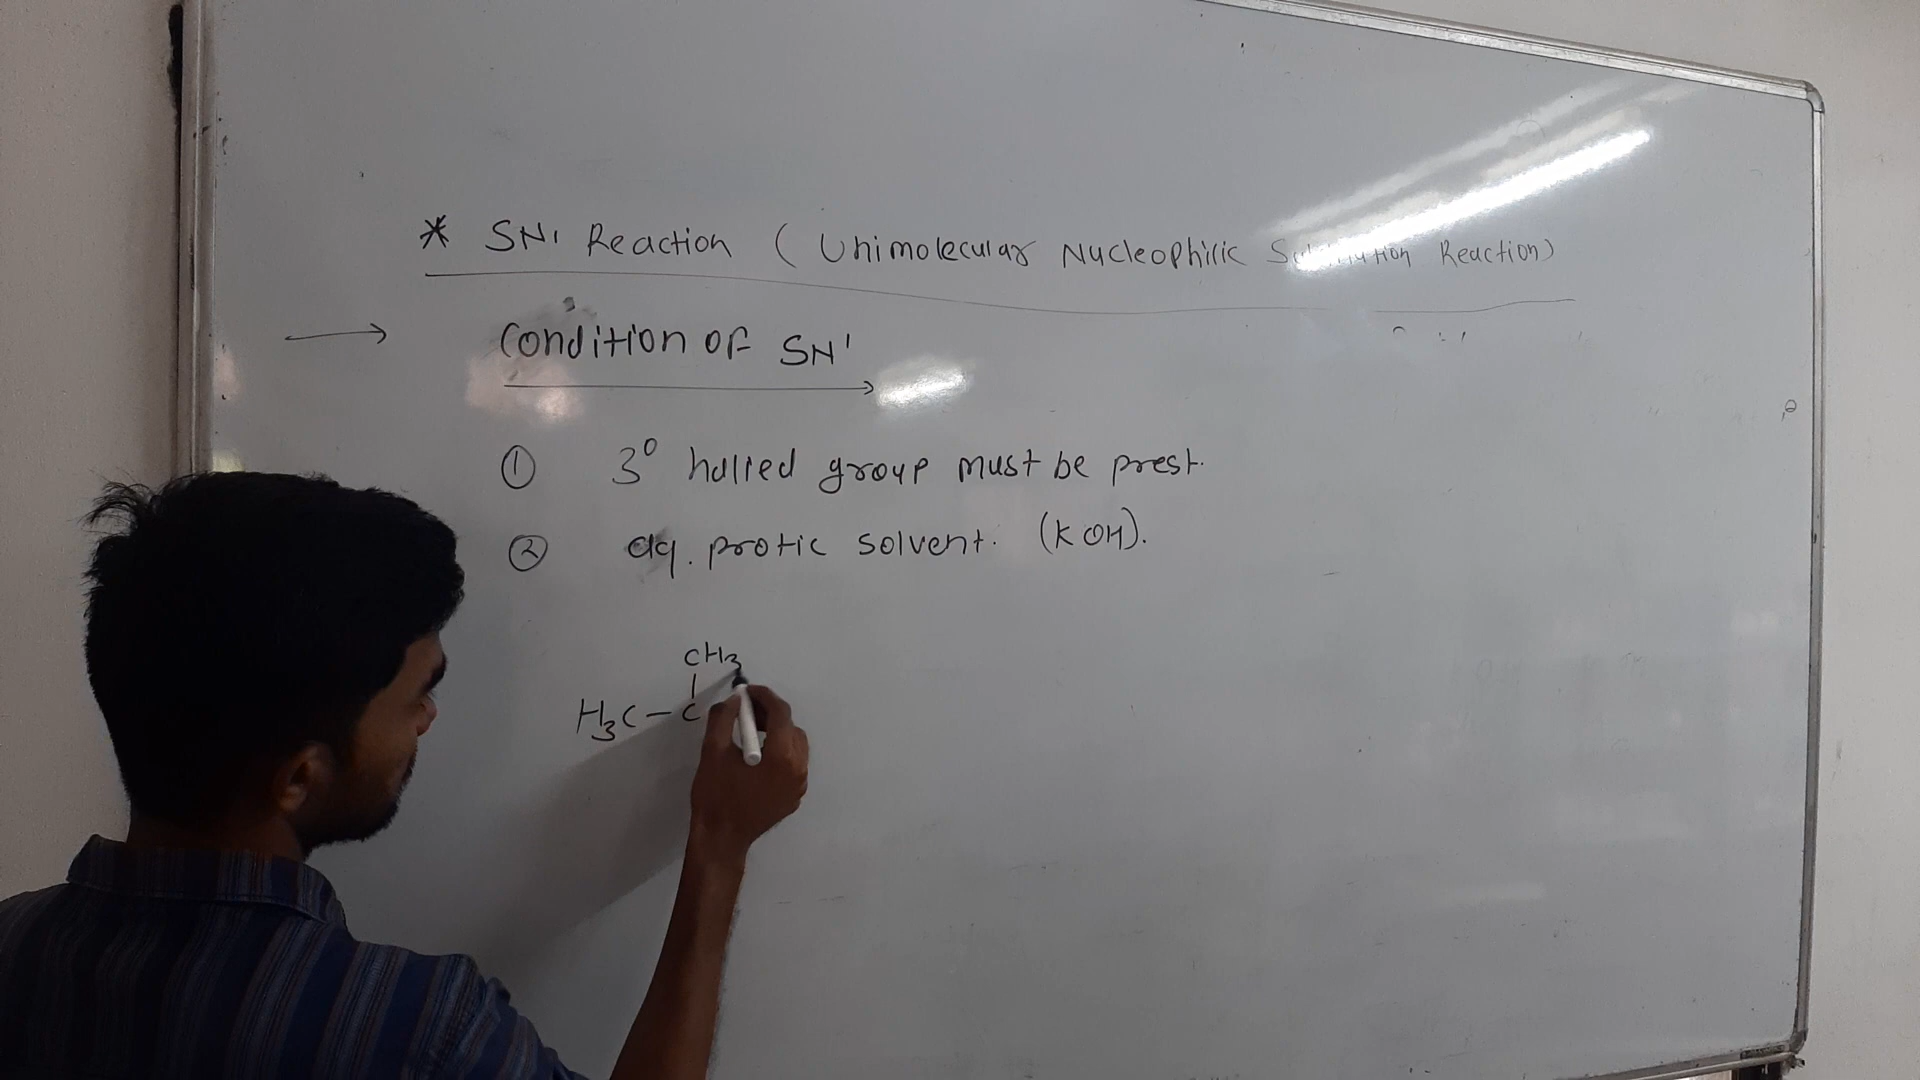 * SN1 Reaction ( Unimolecular Nucleophilic Reaction)
→ Condition OF SN1
① 3° halied group must be prest.
② aq. protic solvent. (KOH).
CH3
|
H3C - C